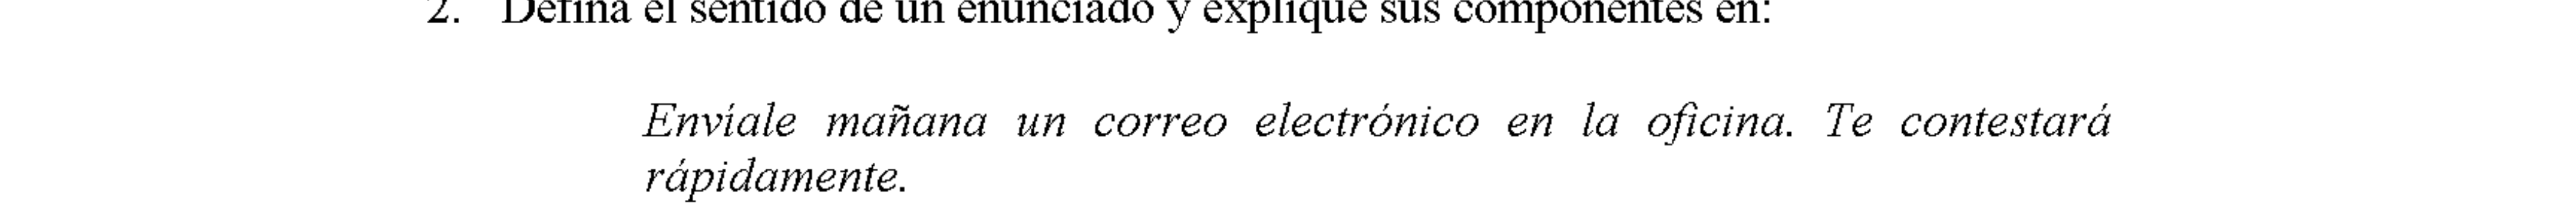 2. Defina el sentido de un enunciado y explique sus componentes en:
Envíale mañana un correo electrónico en la oficina. Te contestará
rápidamente.